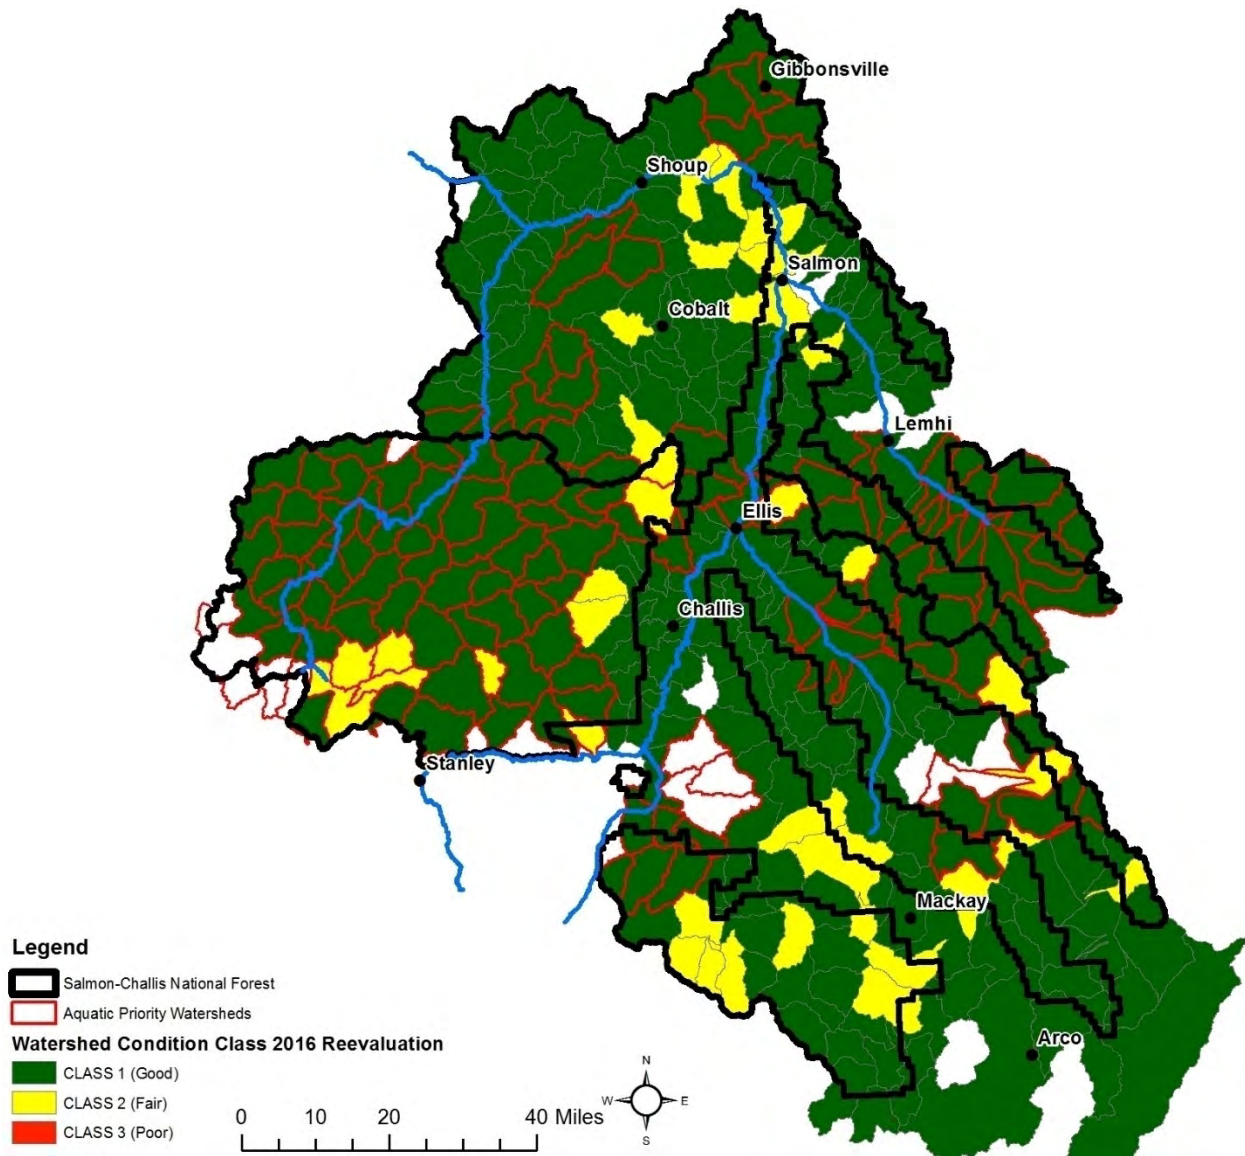 Gibbonsville
Shoup
Salmon
Cobalt
Lemhi
Ellis
Challis
Stanley
Mackay
Arco
Legend
Salmon-Challis National Forest
Aquatic Priority Watersheds
Watershed Condition Class 2016 Reevaluation
CLASS 1 (Good)
CLASS 2 (Fair)
CLASS 3 (Poor)
0 10 20 40 Miles
N
W E
S